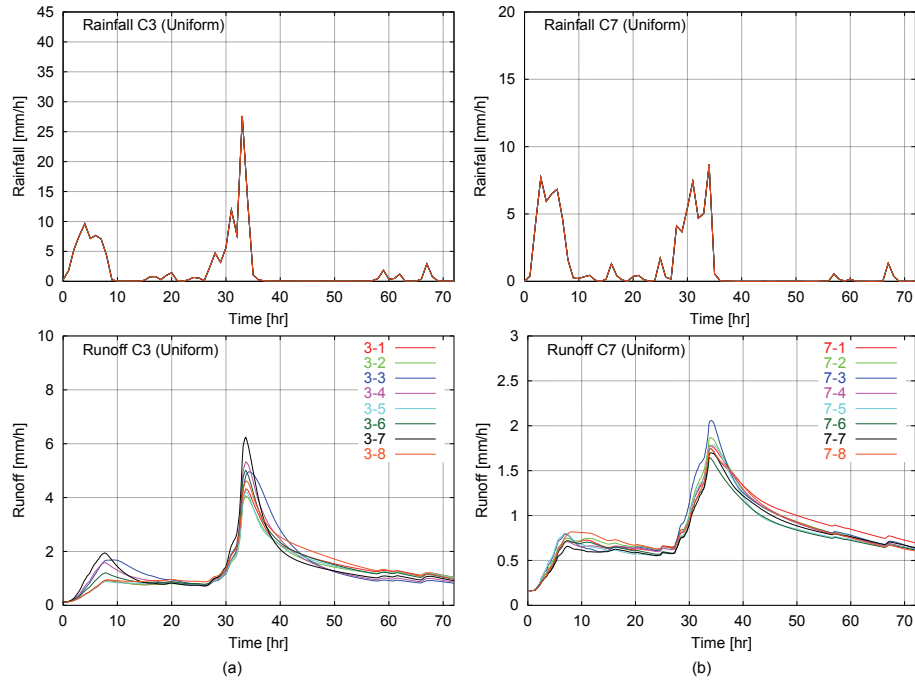 Rainfall C3 (Uniform)
Rainfall [mm/h]
45
40
35
30
25
20
15
10
5
0
0 10 20 30 40 50 60 70
Time [hr]
Rainfall C7 (Uniform)
Rainfall [mm/h]
20
15
10
5
0
0 10 20 30 40 50 60 70
Time [hr]
Runoff C3 (Uniform)
Runoff [mm/h]
10
8
6
4
2
0
3-1
3-2
3-3
3-4
3-5
3-6
3-7
3-8
0 10 20 30 40 50 60 70
Time [hr]
(a)
Runoff C7 (Uniform)
Runoff [mm/h]
3
2.5
2
1.5
1
0.5
0
7-1
7-2
7-3
7-4
7-5
7-6
7-7
7-8
0 10 20 30 40 50 60 70
Time [hr]
(b)